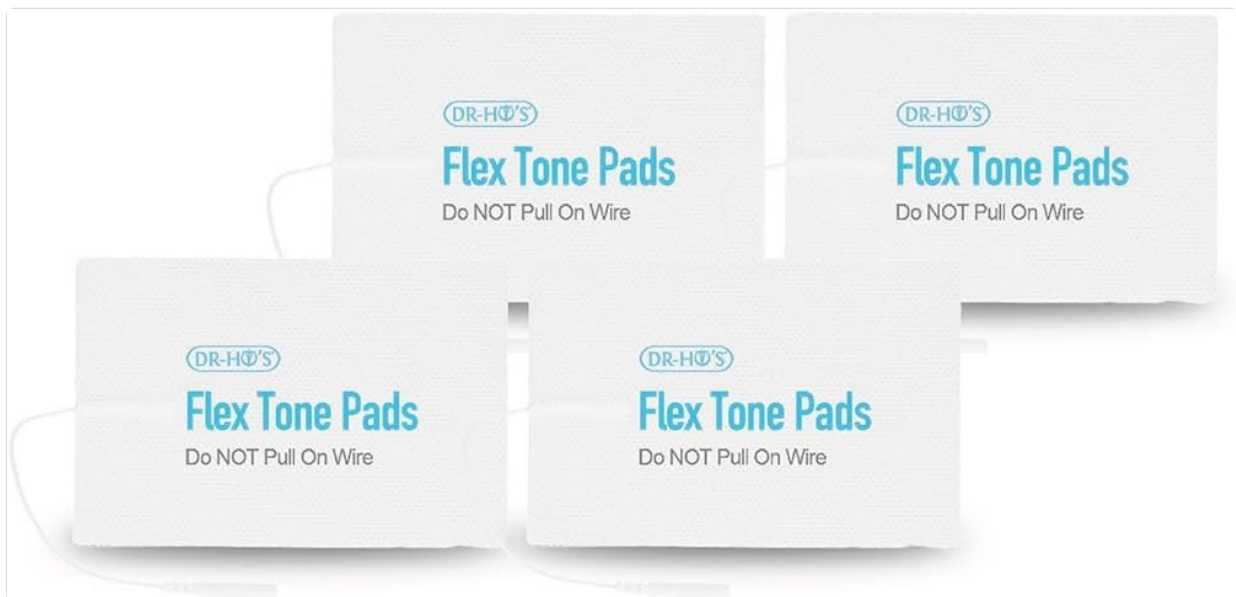 DR-HO'S
Flex Tone Pads
Do NOT Pull On Wire
DR-HO'S
Flex Tone Pads
Do NOT Pull On Wire
DR-HO'S
Flex Tone Pads
Do NOT Pull On Wire
DR-HO'S
Flex Tone Pads
Do NOT Pull On Wire